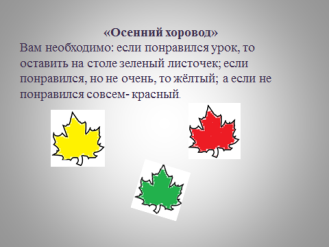 «Осенний хоровод»
Вам необходимо: если понравился урок, то
оставить на столе зеленый листочек; если
понравился, но не очень, то жёлтый; а если не
понравился совсем- красный.